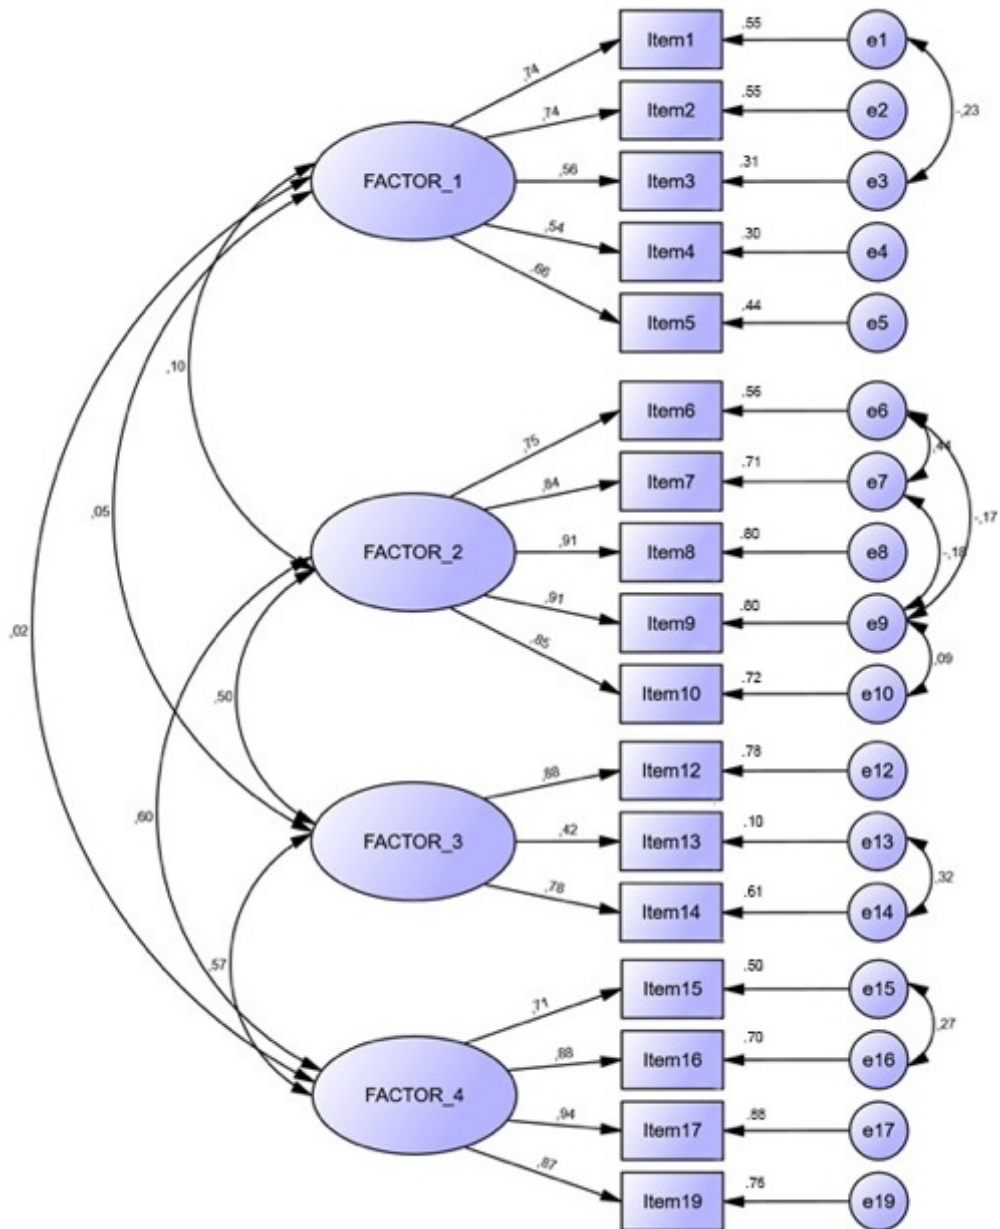 .55
Item1
e1
,74
-,23
.55
Item2
e2
,74
FACTOR_1
,56
.31
Item3
e3
,54
.30
Item4
e4
,66
.44
Item5
e5
,10
,75
.56
Item6
e6
,44
,84
.71
Item7
e7
-,17
,05
FACTOR_2
,91
.80
Item8
e8
-,18
,91
.80
Item9
e9
,02
,85
,09
.72
Item10
e10
,50
,88
.78
Item12
e12
,60
FACTOR_3
,42
.10
Item13
e13
,32
,78
.61
Item14
e14
,57
.50
Item15
e15
,71
,27
,88
.70
Item16
e16
FACTOR_4
,94
.88
Item17
e17
,87
.76
Item19
e19